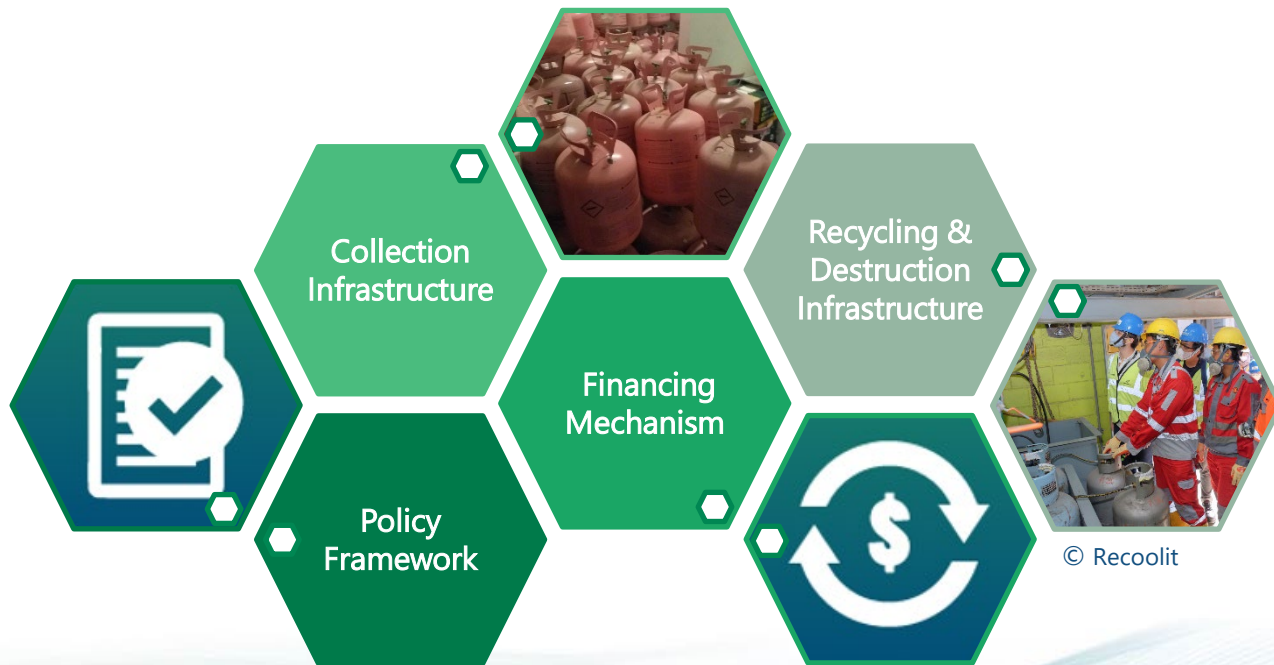 Collection
Infrastructure
Recycling &
Destruction
Infrastructure
Financing
Mechanism
Policy
Framework
$
© Recoolit